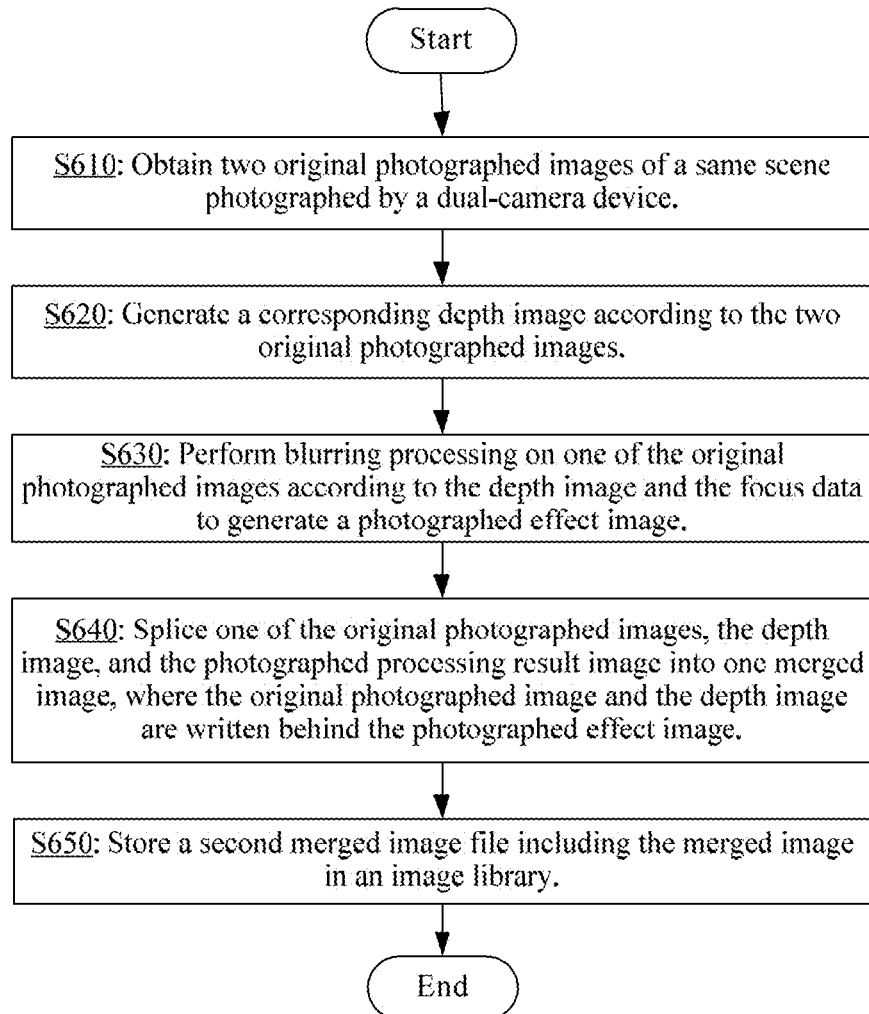 Start
S610: Obtain two original photographed images of a same scene
photographed by a dual-camera device.
S620: Generate a corresponding depth image according to the two
original photographed images.
S630: Perform blurring processing on one of the original
photographed images according to the depth image and the focus data
to generate a photographed effect image.
S640: Splice one of the original photographed images, the depth
image, and the photographed processing result image into one merged
image, where the original photographed image and the depth image
are written behind the photographed effect image.
S650: Store a second merged image file including the merged image
in an image library.
End